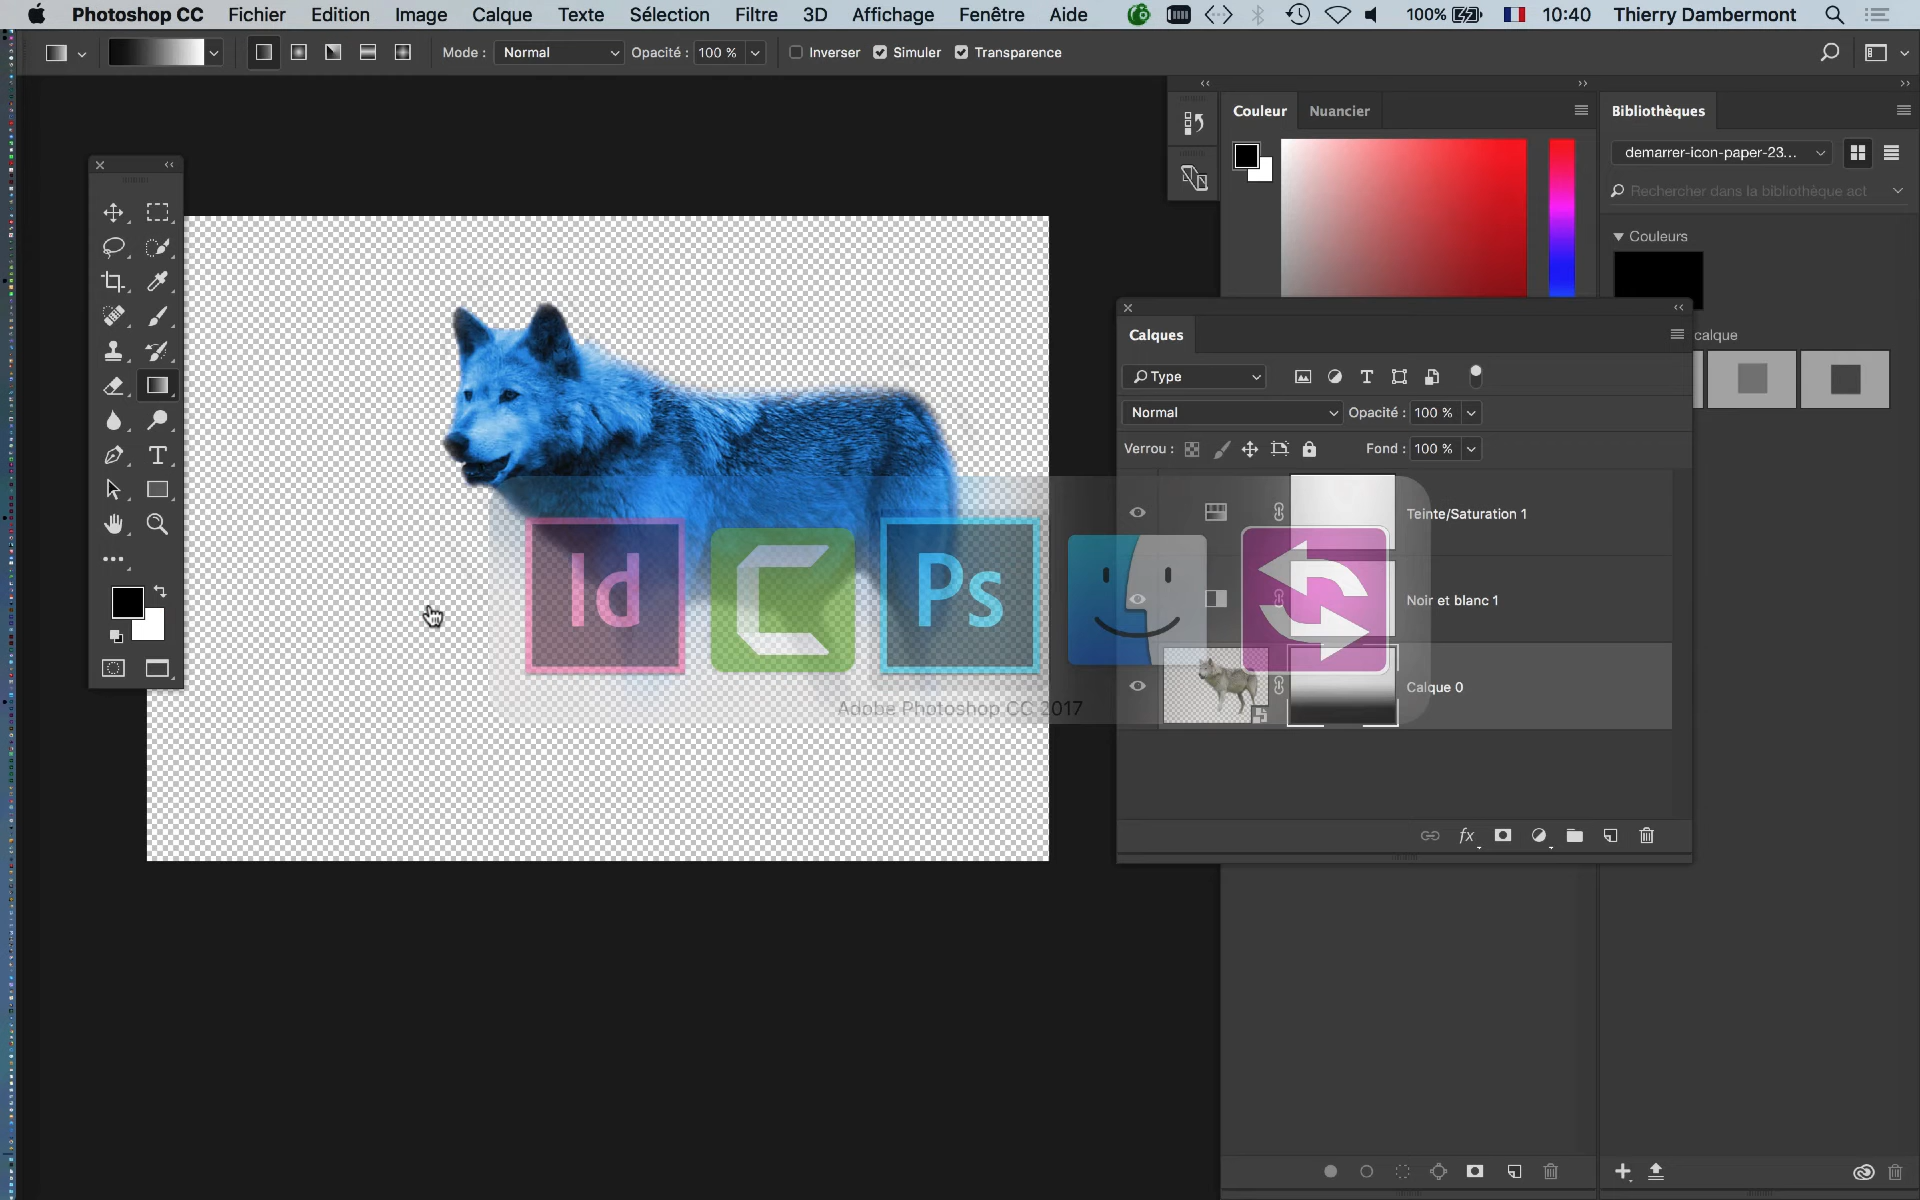 Photoshop CC Fichier Edition Image Calque Texte Sélection Filtre 3D Affichage Fenêtre Aide 100% 10:40 Thierry Dambermont
Mode : Normal Opacité : 100 % Inverser Simuler Transparence
Couleur Nuancier Bibliothèques
demarrer-icon-paper-23...
Rechercher dans la bibliothèque act
Couleurs
Calques
calque
Type
Normal Opacité : 100 %
Verrou : Fond : 100 %
Teinte/Saturation 1
Id Ps
Noir et blanc 1
Calque 0
Adobe Photoshop CC 2017
fx